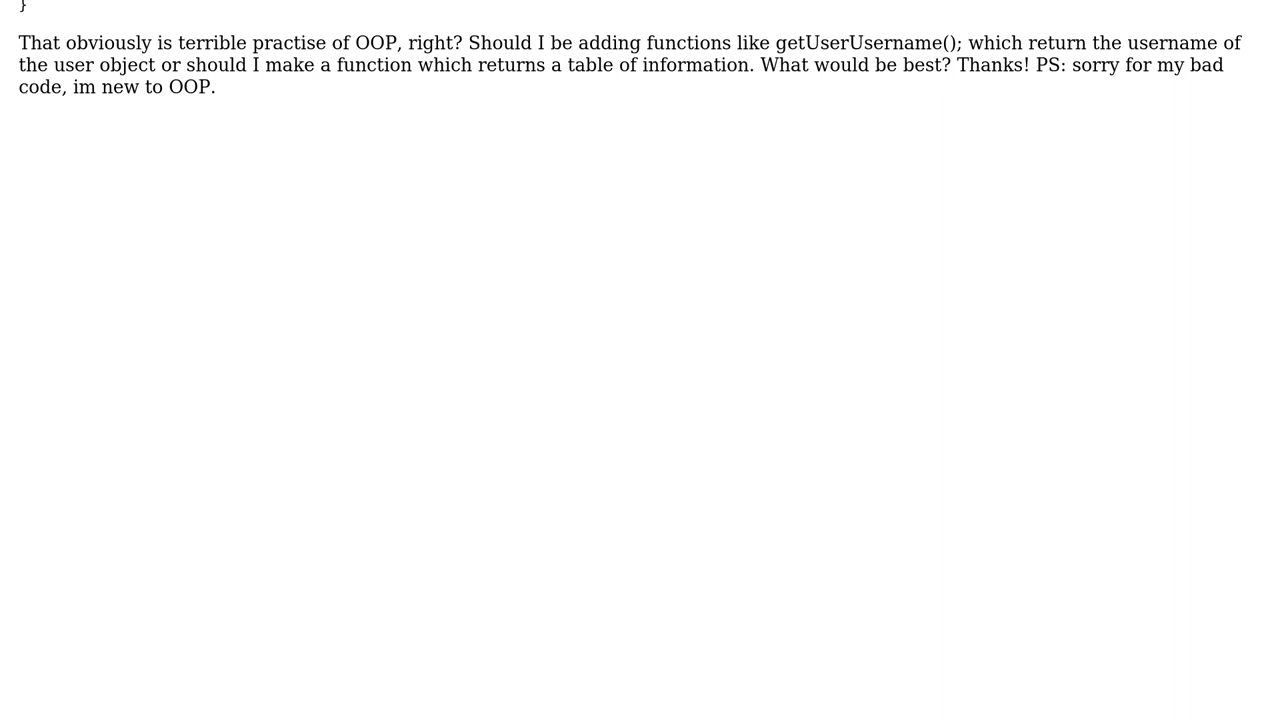 }
That obviously is terrible practise of OOP, right? Should I be adding functions like getUserUsername(); which return the username of
the user object or should I make a function which returns a table of information. What would be best? Thanks! PS: sorry for my bad
code, im new to OOP.